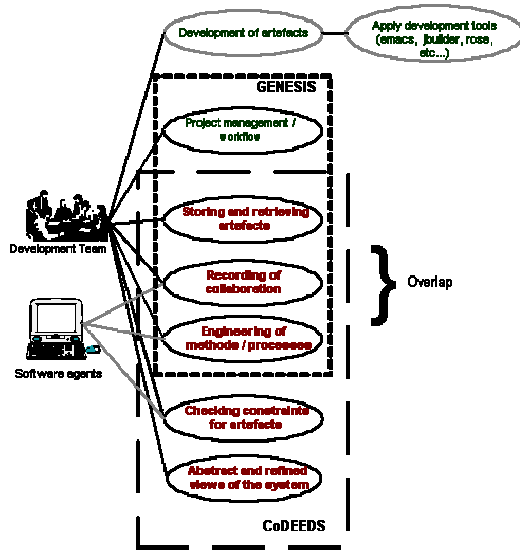 Development of artefacts
Apply development tools
(emacs, jbuilder, rose,
etc...)
GENESIS
Project management /
workflow
Storing and retrieving
artefacts
Development Team
Recording of
collaboration
Overlap
Engineering of
methods / processes
Software agents
Checking constraints
for artefacts
Abstract and refined
views of the system
CoDEEDS